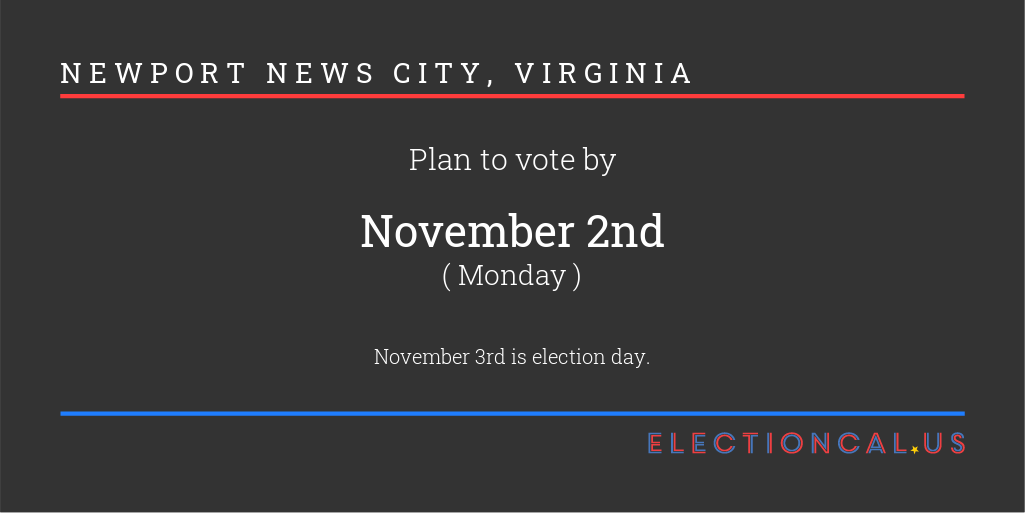 NEWPORT NEWS CITY, VIRGINIA
Plan to vote by
November 2nd
( Monday )
November 3rd is election day.
ELECTIONCAL.US